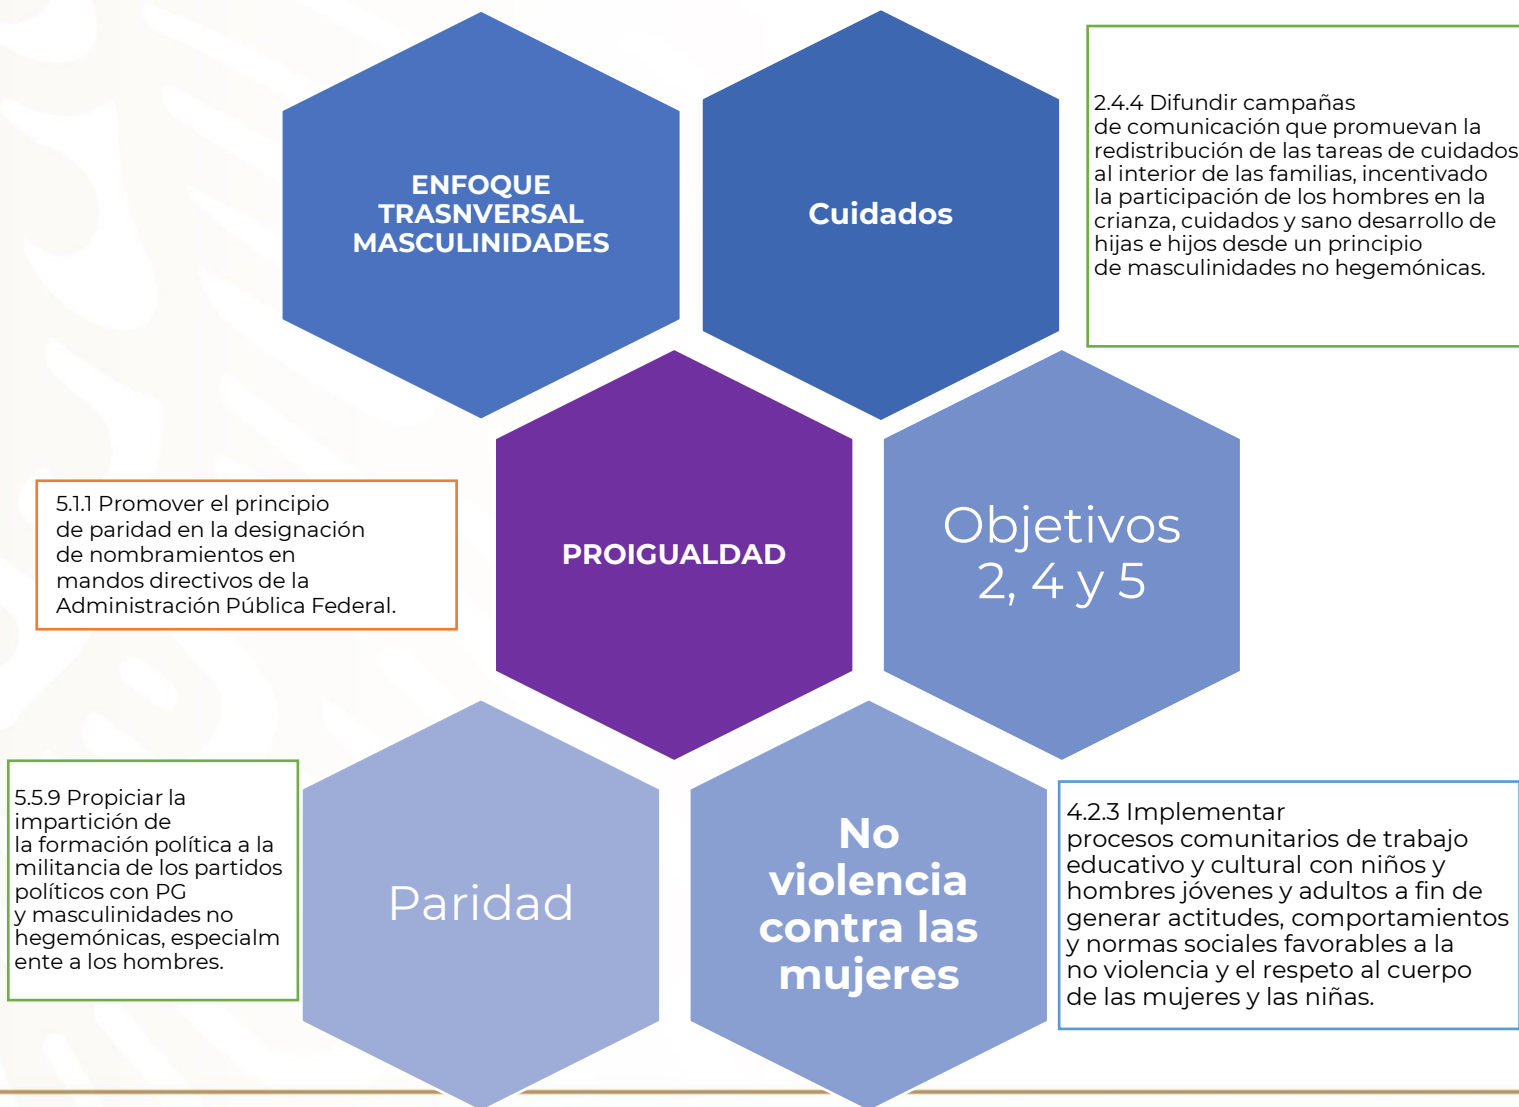 ENFOQUE
TRASNVERSAL
MASCULINIDADES
Cuidados
2.4.4 Difundir campañas
de comunicación que promuevan la
redistribución de las tareas de cuidados
al interior de las familias, incentivado
la participación de los hombres en la
crianza, cuidados y sano desarrollo de
hijas e hijos desde un principio
de masculinidades no hegemónicas.
5.1.1 Promover el principio
de paridad en la designación
de nombramientos en
mandos directivos de la
Administración Pública Federal.
PROIGUALDAD
Objetivos
2, 4 y 5
5.5.9 Propiciar la
impartición de
la formación política a la
militancia de los partidos
políticos con PG
y masculinidades no
hegemónicas, especialm
ente a los hombres.
Paridad
No
violencia
contra las
mujeres
4.2.3 Implementar
procesos comunitarios de trabajo
educativo y cultural con niños y
hombres jóvenes y adultos a fin de
generar actitudes, comportamientos
y normas sociales favorables a la
no violencia y el respeto al cuerpo
de las mujeres y las niñas.